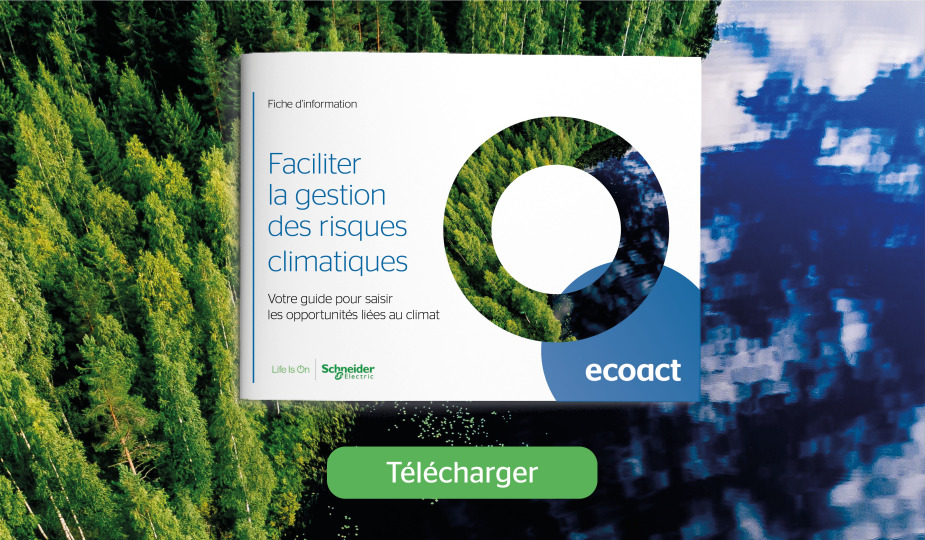 Fiche d'information
Faciliter
la gestion
des risques
climatiques
Votre guide pour saisir
les opportunités liées au climat
Life Is On
Schneider
Electric
ecoact
Télécharger